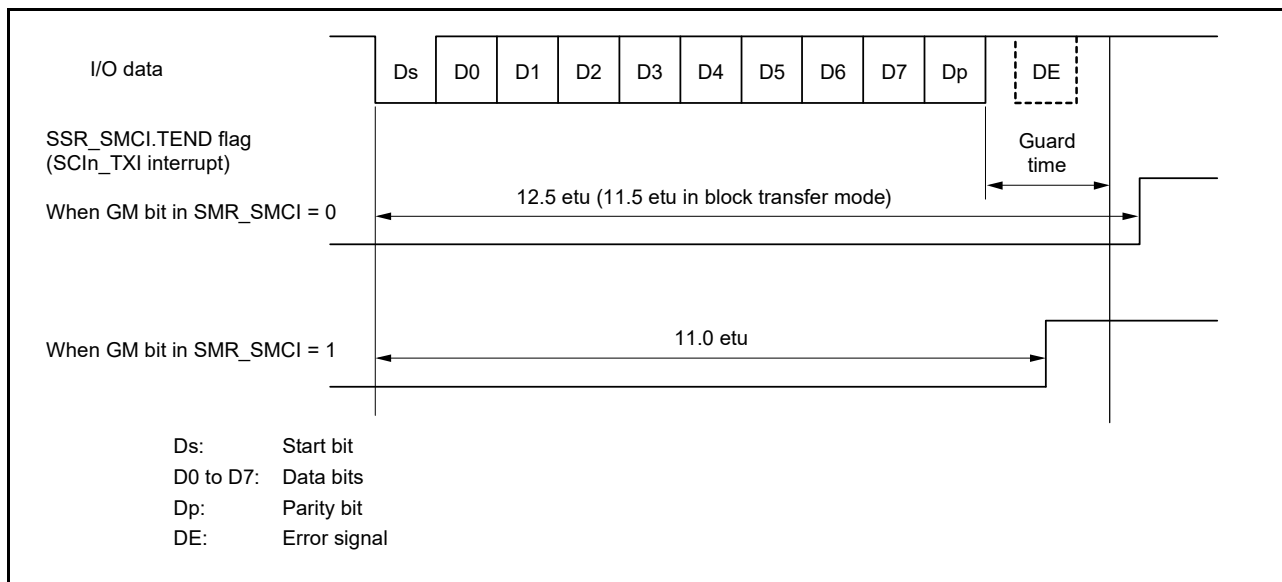 I/O data
Ds D0 D1 D2 D3 D4 D5 D6 D7 Dp DE
SSR_SMCI.TEND flag
(SCIn_TXI interrupt)
Guard
time
When GM bit in SMR_SMCI = 0
12.5 etu (11.5 etu in block transfer mode)
When GM bit in SMR_SMCI = 1
11.0 etu
Ds: Start bit
D0 to D7: Data bits
Dp: Parity bit
DE: Error signal